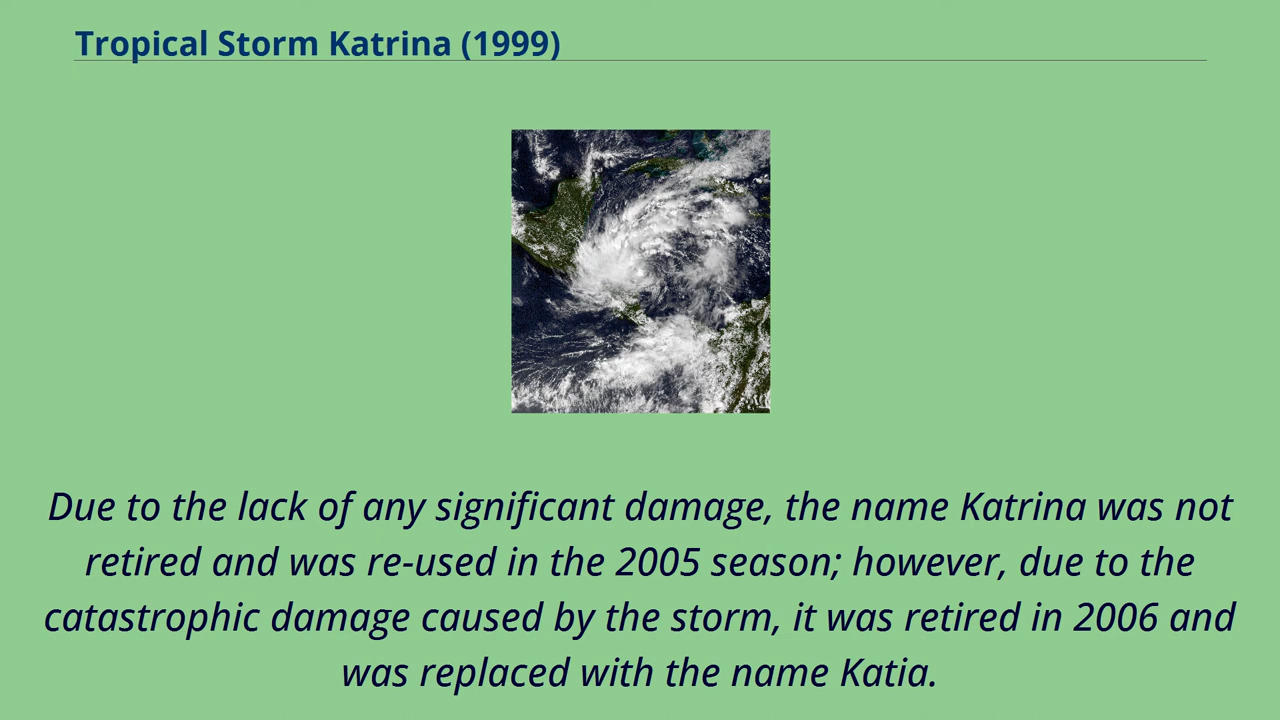 Tropical Storm Katrina (1999)
Due to the lack of any significant damage, the name Katrina was not
retired and was re-used in the 2005 season; however, due to the
catastrophic damage caused by the storm, it was retired in 2006 and
was replaced with the name Katia.